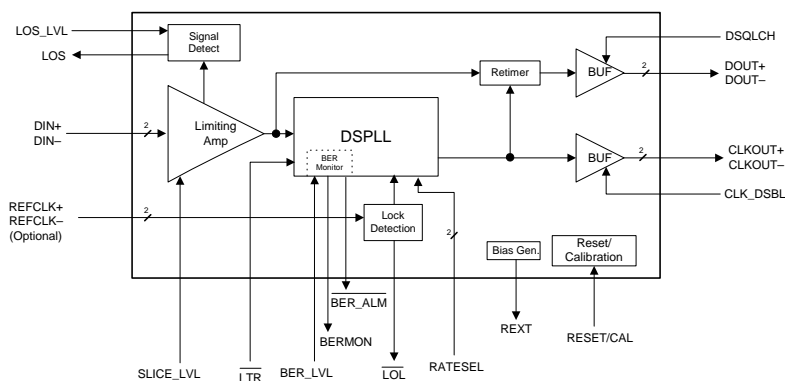 LOS_LVL
LOS
Signal
Detect
DSQLCH
Retimer
BUF
2
DOUT+
DOUT–
DIN+
DIN–
2
Limiting
Amp
DSPLL
BER
Monitor
BUF
2
CLKOUT+
CLKOUT–
CLK_DSBL
REFCLK+
REFCLK–
(Optional)
2
Lock
Detection
2
Bias Gen.
Reset/
Calibration
BER_ALM
BERMON
REXT
RESET/CAL
SLICE_LVL
LTR
BER_LVL
LOL
RATESEL